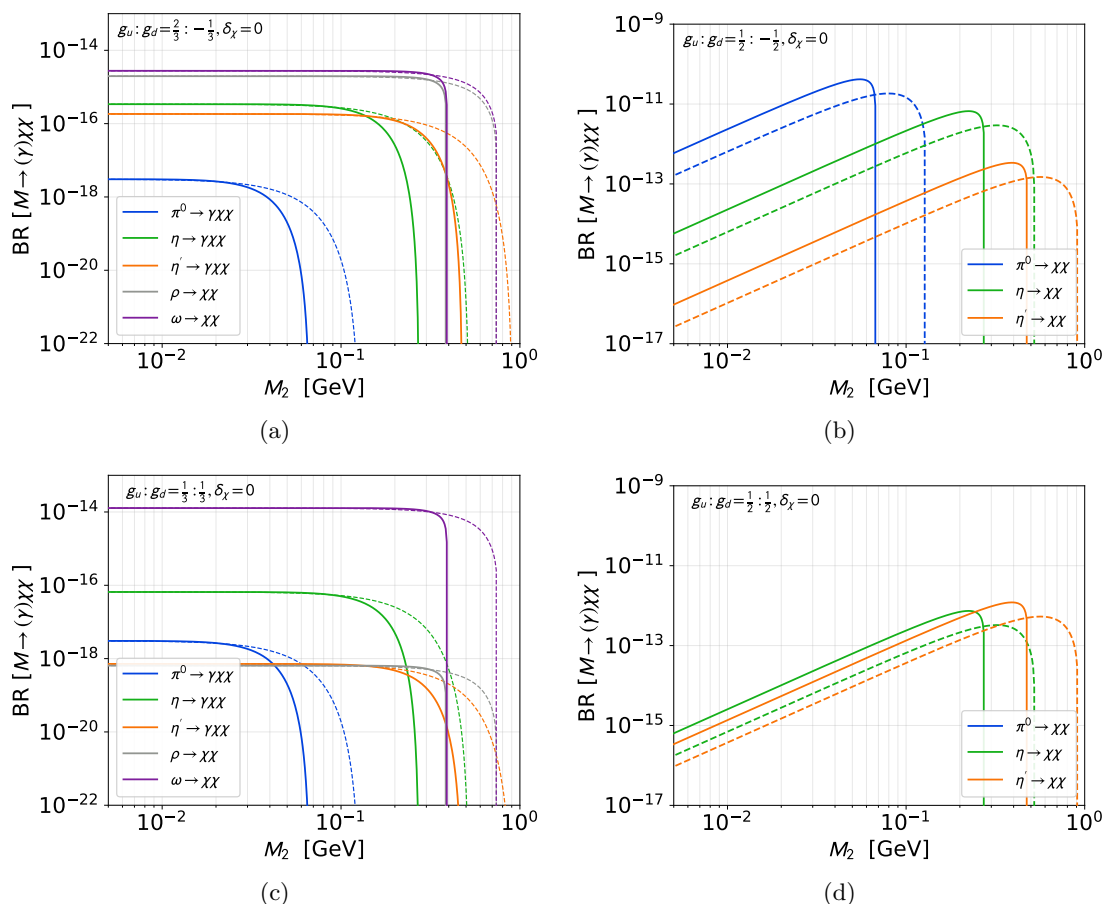 g_u : g_d = 2/3 : −1/3, δ_χ = 0
10^−14
10^−16
10^−18
10^−20
10^−22
BR [M→(γ)χχ ]
π^0 → γχχ
η → γχχ
η′ → γχχ
ρ → χχ
ω → χχ
10^−2
10^−1
10^0
M_2 [GeV]
(a)
g_u : g_d = 1/2 : −1/2, δ_χ = 0
10^−9
10^−11
10^−13
10^−15
10^−17
BR [M→(γ)χχ ]
π^0 → χχ
η → χχ
η′ → χχ
10^−2
10^−1
10^0
M_2 [GeV]
(b)
g_u : g_d = 1/3 : 1/3, δ_χ = 0
10^−14
10^−16
10^−18
10^−20
10^−22
BR [M→(γ)χχ ]
π^0 → γχχ
η → γχχ
η′ → γχχ
ρ → χχ
ω → χχ
10^−2
10^−1
10^0
M_2 [GeV]
(c)
g_u : g_d = 1/2 : 1/2, δ_χ = 0
10^−9
10^−11
10^−13
10^−15
10^−17
BR [M→(γ)χχ ]
π^0 → χχ
η → χχ
η′ → χχ
10^−2
10^−1
10^0
M_2 [GeV]
(d)